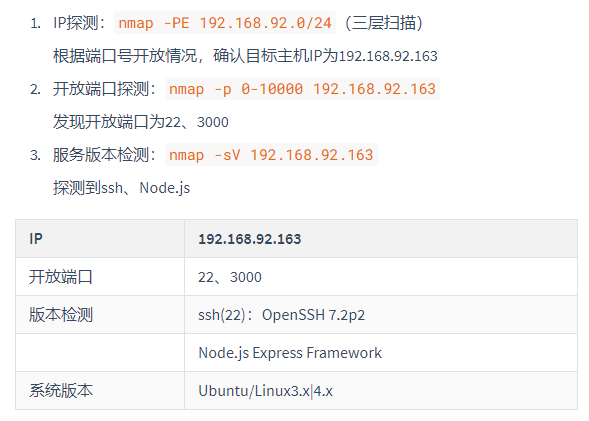 1. IP探测：nmap -PE 192.168.92.0/24（三层扫描）
根据端口号开放情况，确认目标主机IP为192.168.92.163
2. 开放端口探测：nmap -p 0-10000 192.168.92.163
发现开放端口为22、3000
3. 服务版本检测：nmap -sV 192.168.92.163
探测到ssh、Node.js
IP 192.168.92.163
开放端口 22、3000
版本检测 ssh(22)：OpenSSH 7.2p2
Node.js Express Framework
系统版本 Ubuntu/Linux3.x|4.x